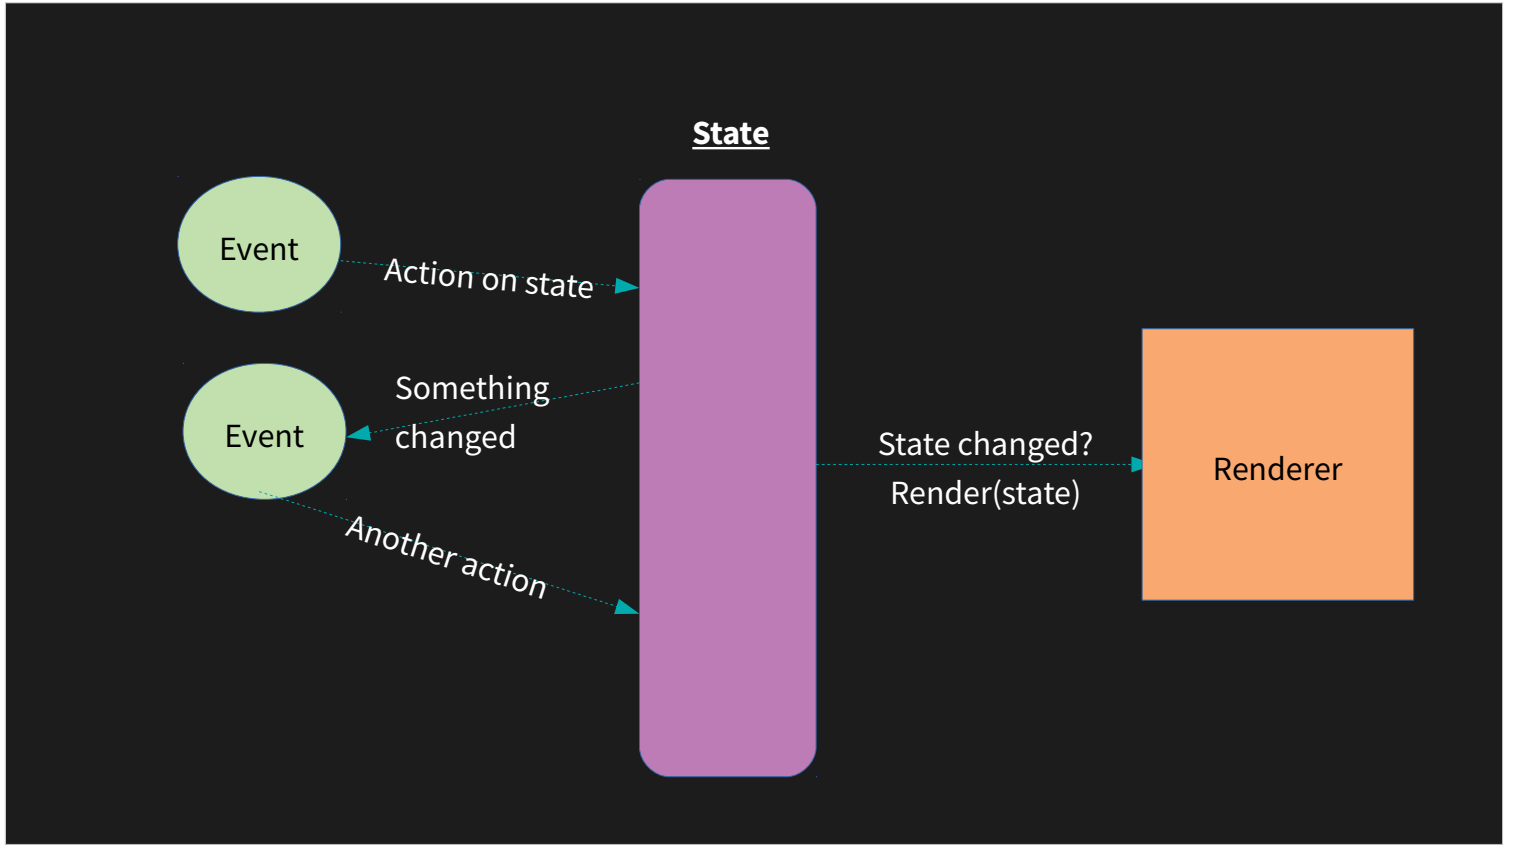 State
Event
Action on state
Something
changed
Event
Another action
State changed?
Render(state)
Renderer